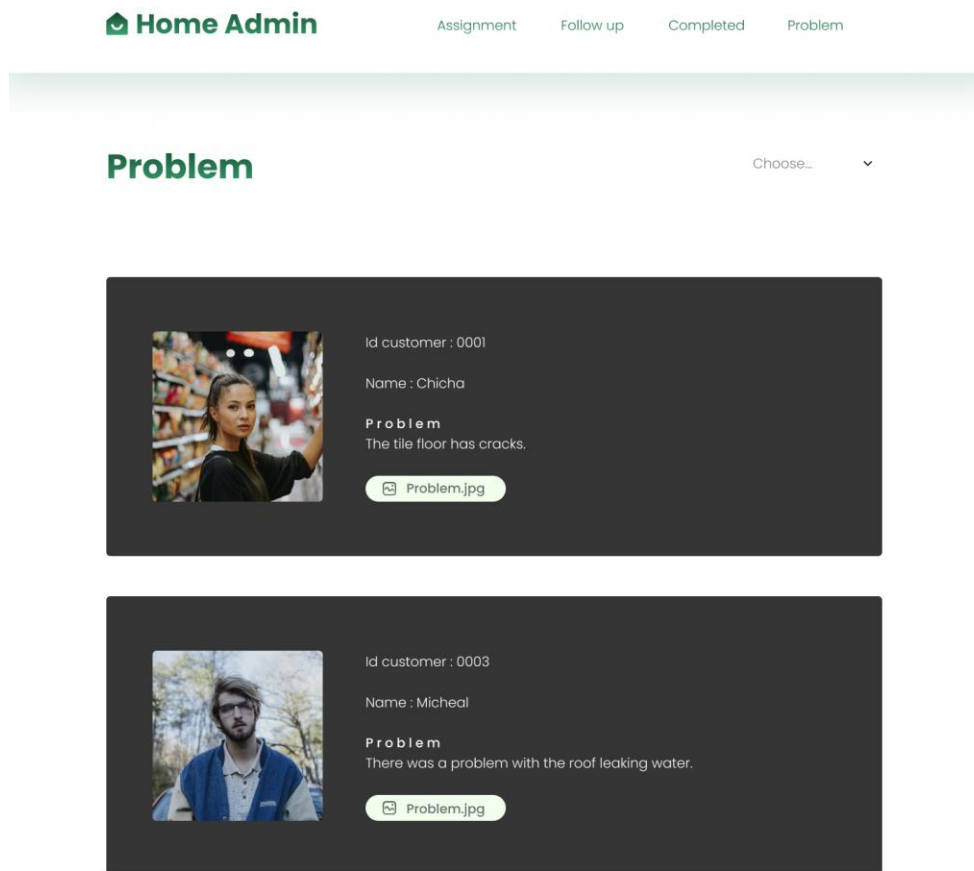 Home Admin
Assignment Follow up Completed Problem
Problem
Choose...
Id customer : 0001
Name : Chicha
Problem
The tile floor has cracks.
Problem.jpg
Id customer : 0003
Name : Micheal
Problem
There was a problem with the roof leaking water.
Problem.jpg